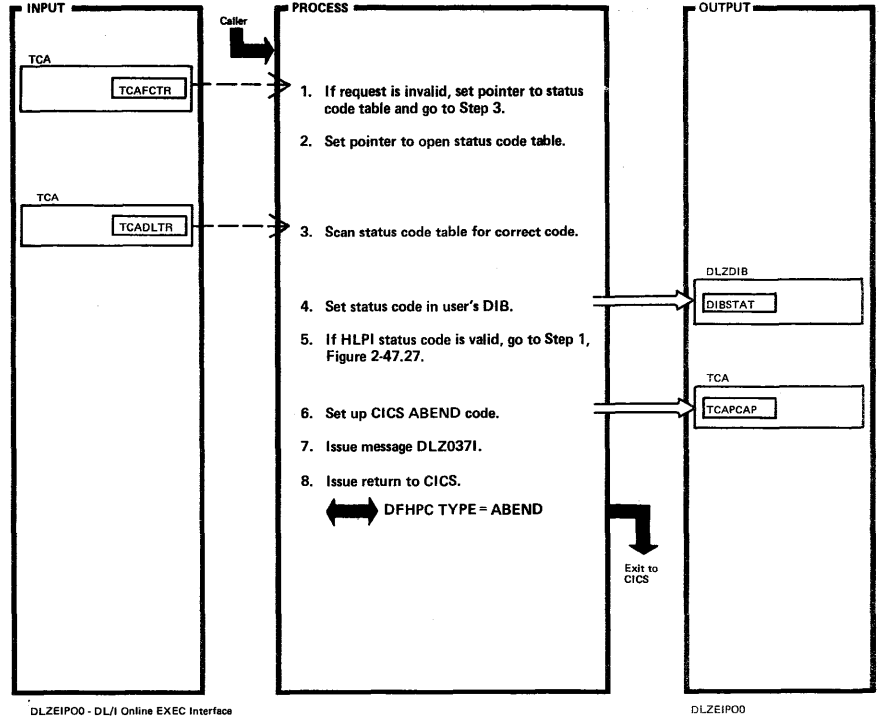 INPUT
PROCESS
OUTPUT
Caller
TCA
TCAFCTR
1. If request is invalid, set pointer to status
code table and go to Step 3.
2. Set pointer to open status code table.
TCA
TCADLTR
3. Scan status code table for correct code.
DLZDIB
DIBSTAT
4. Set status code in user's DIB.
5. If HLPI status code is valid, go to Step 1,
Figure 2-47.27.
TCA
TCAPCAP
6. Set up CICS ABEND code.
7. Issue message DLZ037I.
8. Issue return to CICS.
DFHPC TYPE = ABEND
Exit to
CICS
DLZEIPO0 - DL/I Online EXEC Interface
DLZEIPO0